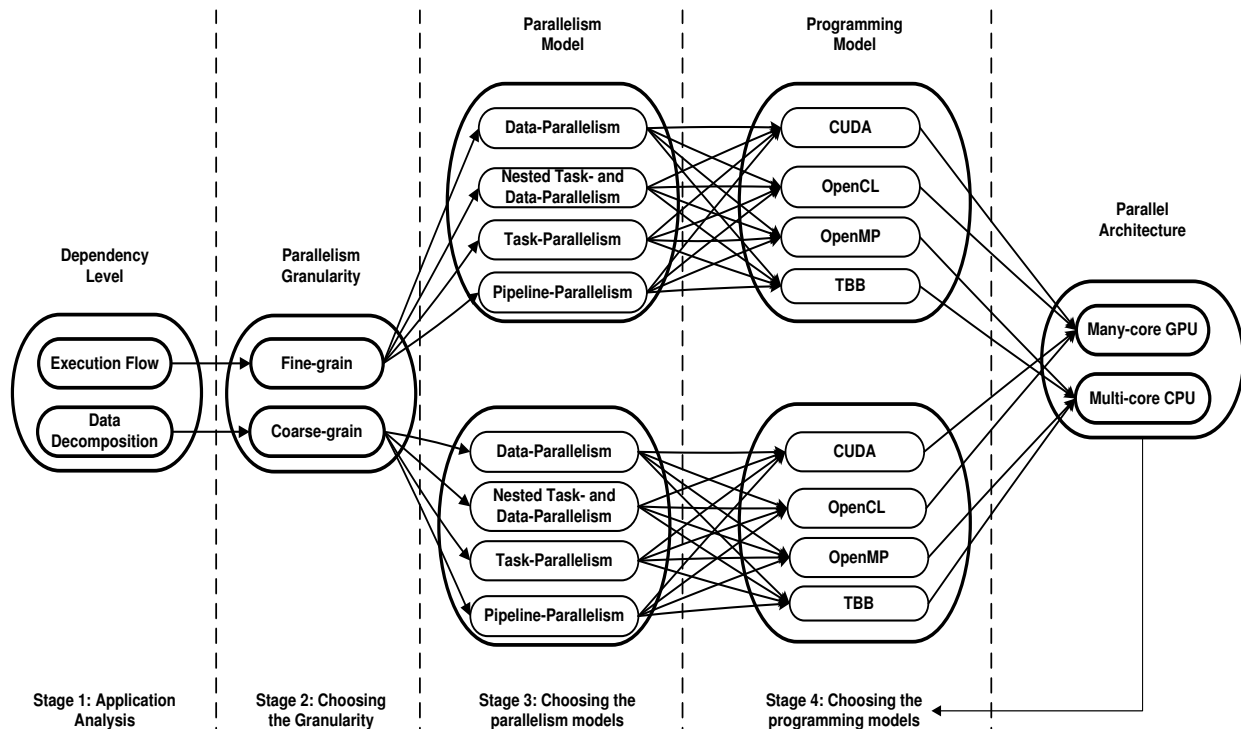 Dependency
Level
Execution Flow
Data
Decomposition
Stage 1: Application
Analysis
Parallelism
Granularity
Fine-grain
Coarse-grain
Stage 2: Choosing
the Granularity
Parallelism
Model
Data-Parallelism
Nested Task- and
Data-Parallelism
Task-Parallelism
Pipeline-Parallelism
Data-Parallelism
Nested Task- and
Data-Parallelism
Task-Parallelism
Pipeline-Parallelism
Stage 3: Choosing the
parallelism models
Programming
Model
CUDA
OpenCL
OpenMP
TBB
CUDA
OpenCL
OpenMP
TBB
Stage 4: Choosing the
programming models
Parallel
Architecture
Many-core GPU
Multi-core CPU